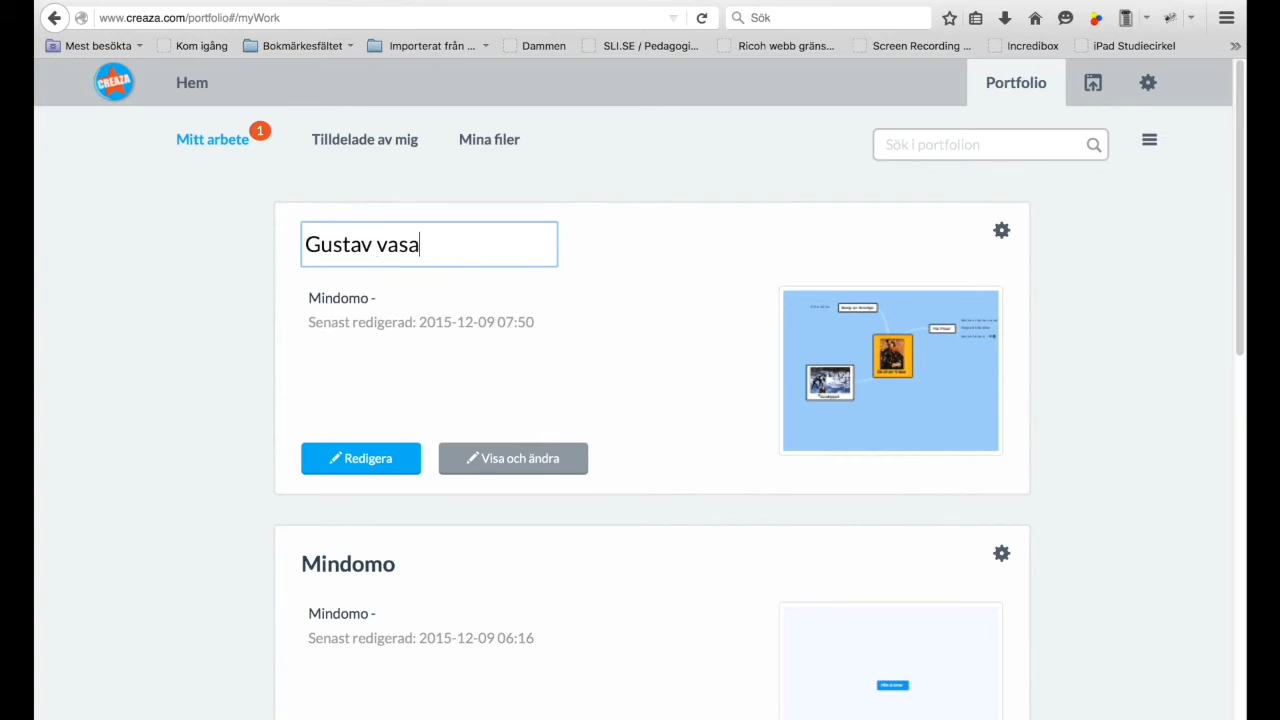 www.creaza.com/portfolio#/myWork
Sök
Mest besökta
Kom igång
Bokmärkesfältet
Importerat från ...
Dammen
SLI.SE / Pedagogi...
Ricoh webb gräns...
Screen Recording ...
Incredibox
iPad Studiecirkel
CREAZA
Hem
Portfolio
Mitt arbete
1
Tilldelade av mig
Mina filer
Sök i portfolion
Gustav vasa
Mindomo -
Senast redigerad: 2015-12-09 07:50
Redigera
Visa och ändra
Mindomo
Mindomo -
Senast redigerad: 2015-12-09 06:16